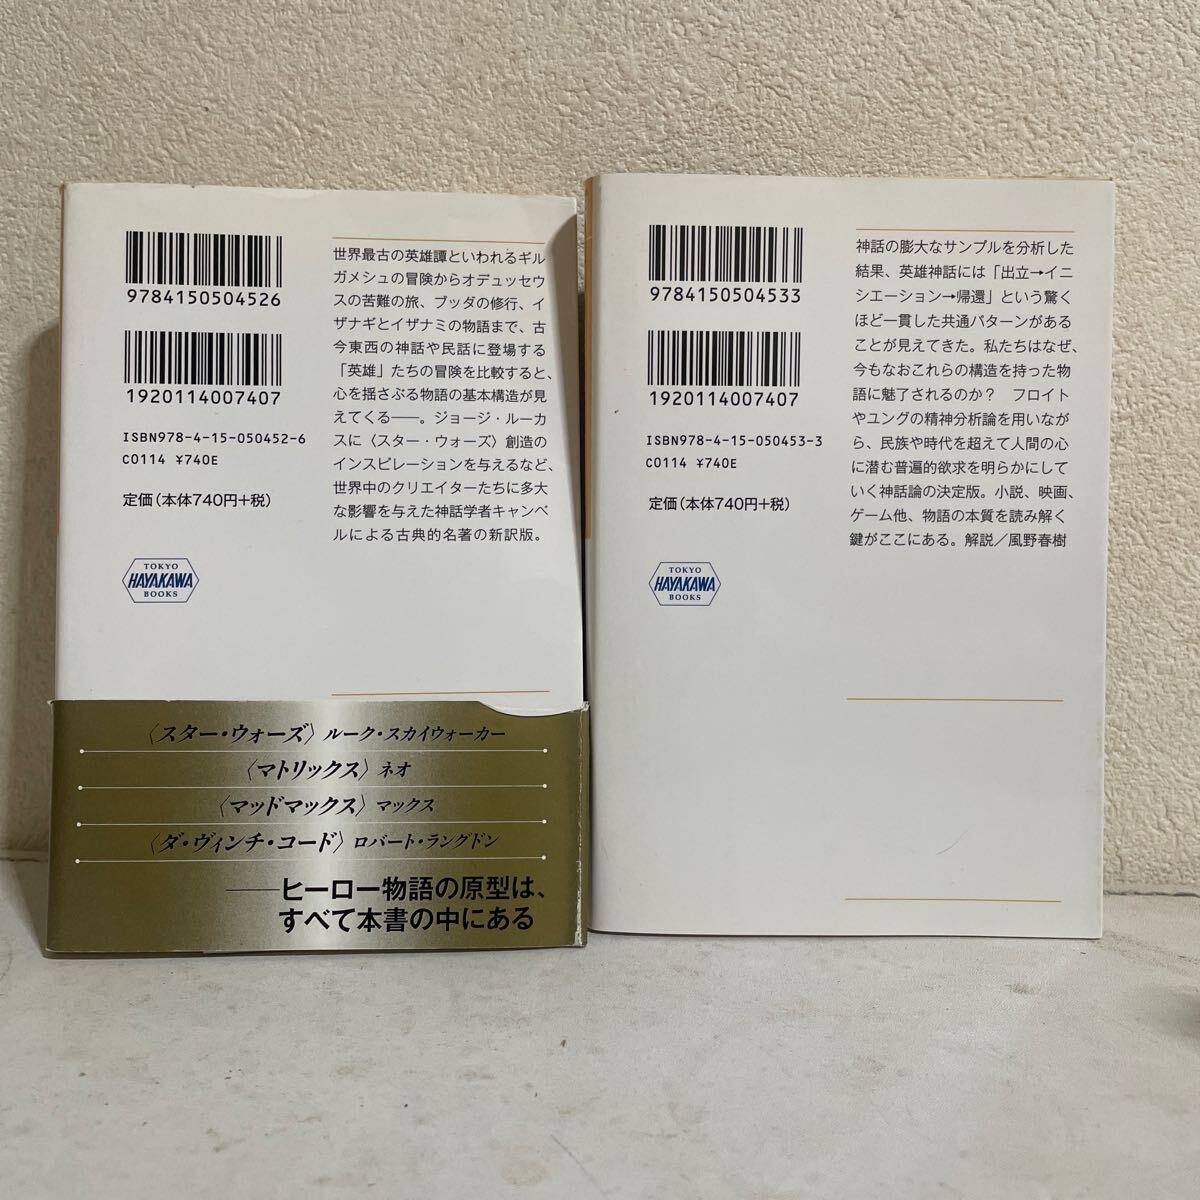 9784150504526
1920114007407
ISBN978-4-15-050452-6
C0114 ¥740E
定価(本体740円+税)
TOKYO
HAYAKAWA
BOOKS
世界最古の英雄譚といわれるギル
ガメシュの冒険からオデュッセウ
スの苦難の旅、ブッダの修行、イ
ザナギとイザナミの物語まで、古
今東西の神話や民話に登場する
「英雄」たちの冒険を比較すると、
心を揺さぶる物語の基本構造が見
えてくる――。ジョージ・ルーカ
スに〈スター・ウォーズ〉創造の
インスピレーションを与えるなど、
世界中のクリエイターたちに多大
な影響を与えた神話学者キャンベ
ルによる古典的名著の新訳版。
〈スター・ウォーズ〉ルーク・スカイウォーカー
〈マトリックス〉ネオ
〈マッドマックス〉マックス
〈ダ・ヴィンチ・コード〉ロバート・ラングドン
――ヒーロー物語の原型は、
すべて本書の中にある
9784150504533
1920114007407
ISBN978-4-15-050453-3
C0114 ¥740E
定価(本体740円+税)
TOKYO
HAYAKAWA
BOOKS
神話の膨大なサンプルを分析した
結果、英雄神話には「出立→イニ
シエーション→帰還」という驚く
ほど一貫した共通パターンがある
ことが見えてきた。私たちはなぜ、
今もなおこれらの構造を持った物
語に魅了されるのか?　フロイト
やユングの精神分析論を用いなが
ら、民族や時代を超えて人間の心
に潜む普遍的欲求を明らかにして
いく神話論の決定版。小説、映画、
ゲーム他、物語の本質を読み解く
鍵がここにある。解説／風野春樹